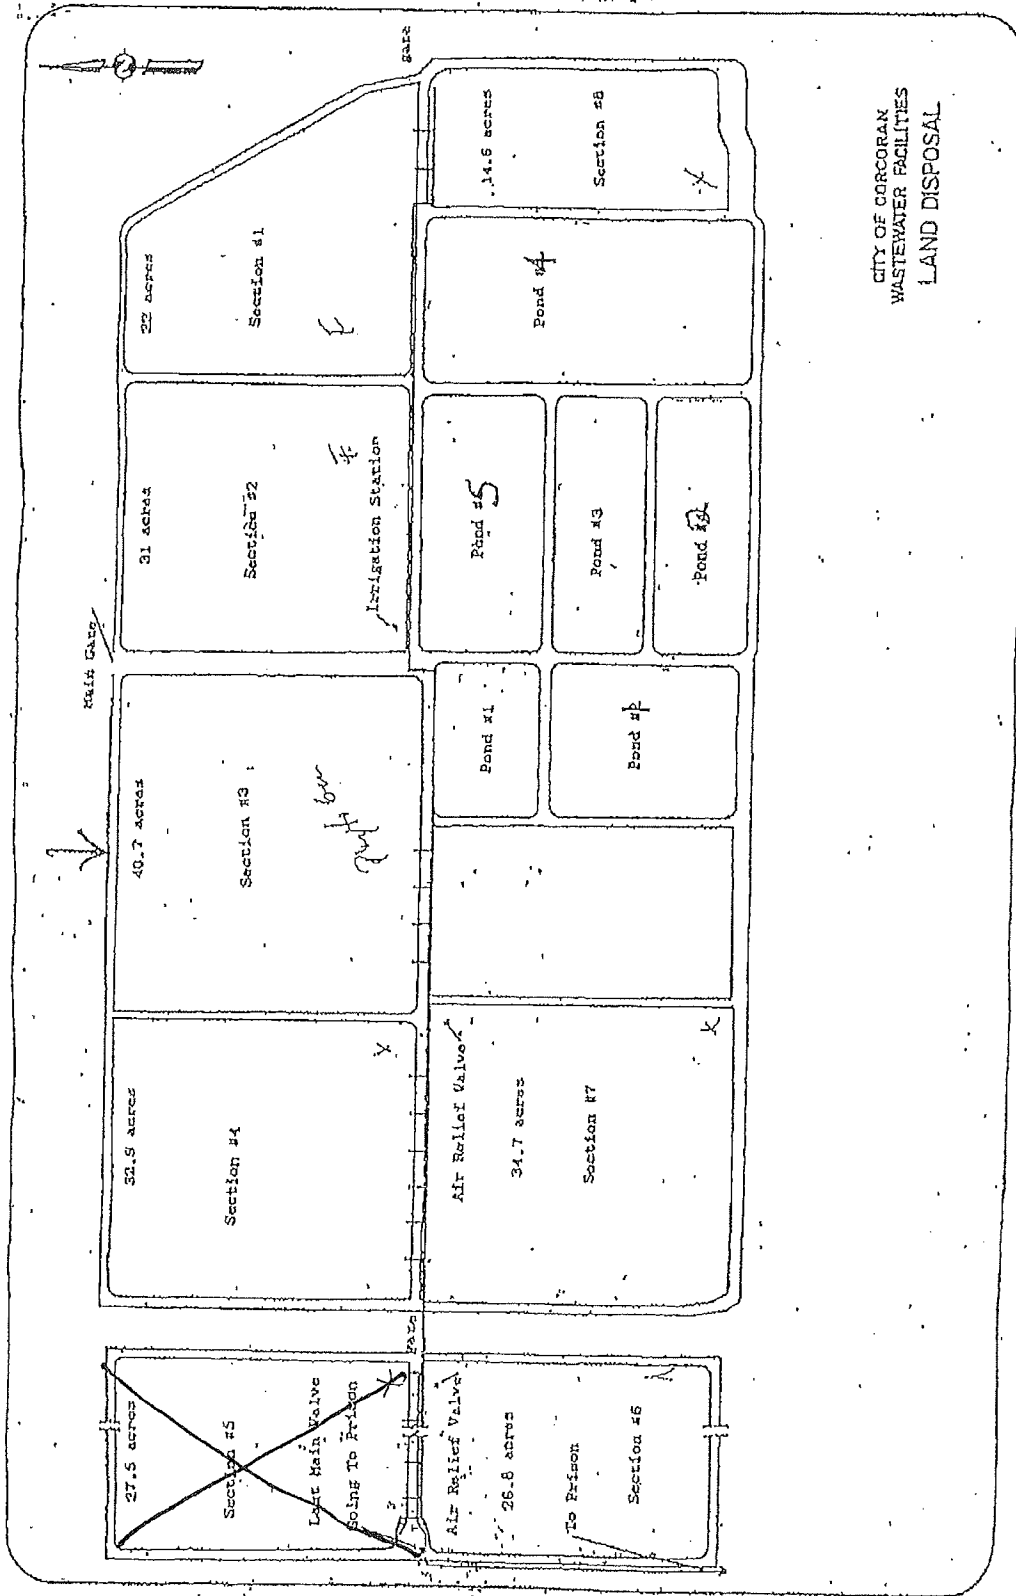 CITY OF CORCORAN
WASTEWATER FACILITIES
LAND DISPOSAL
Main Gate
27.5 acres
Section #5
Last Main Valve
Going To Prison
32.5 acres
Section #4
40.7 acres
Section #3
31 acres
Section #2
Irrigation Station
22 acres
Section #1
gate
Air Relief Valve
26.8 acres
To Prison
Section #6
Air Relief Valve
34.7 acres
Section #7
Pond #1
Pond #
Pond #5
Pond #3
Pond #2
Pond #4
14.6 acres
Section #8